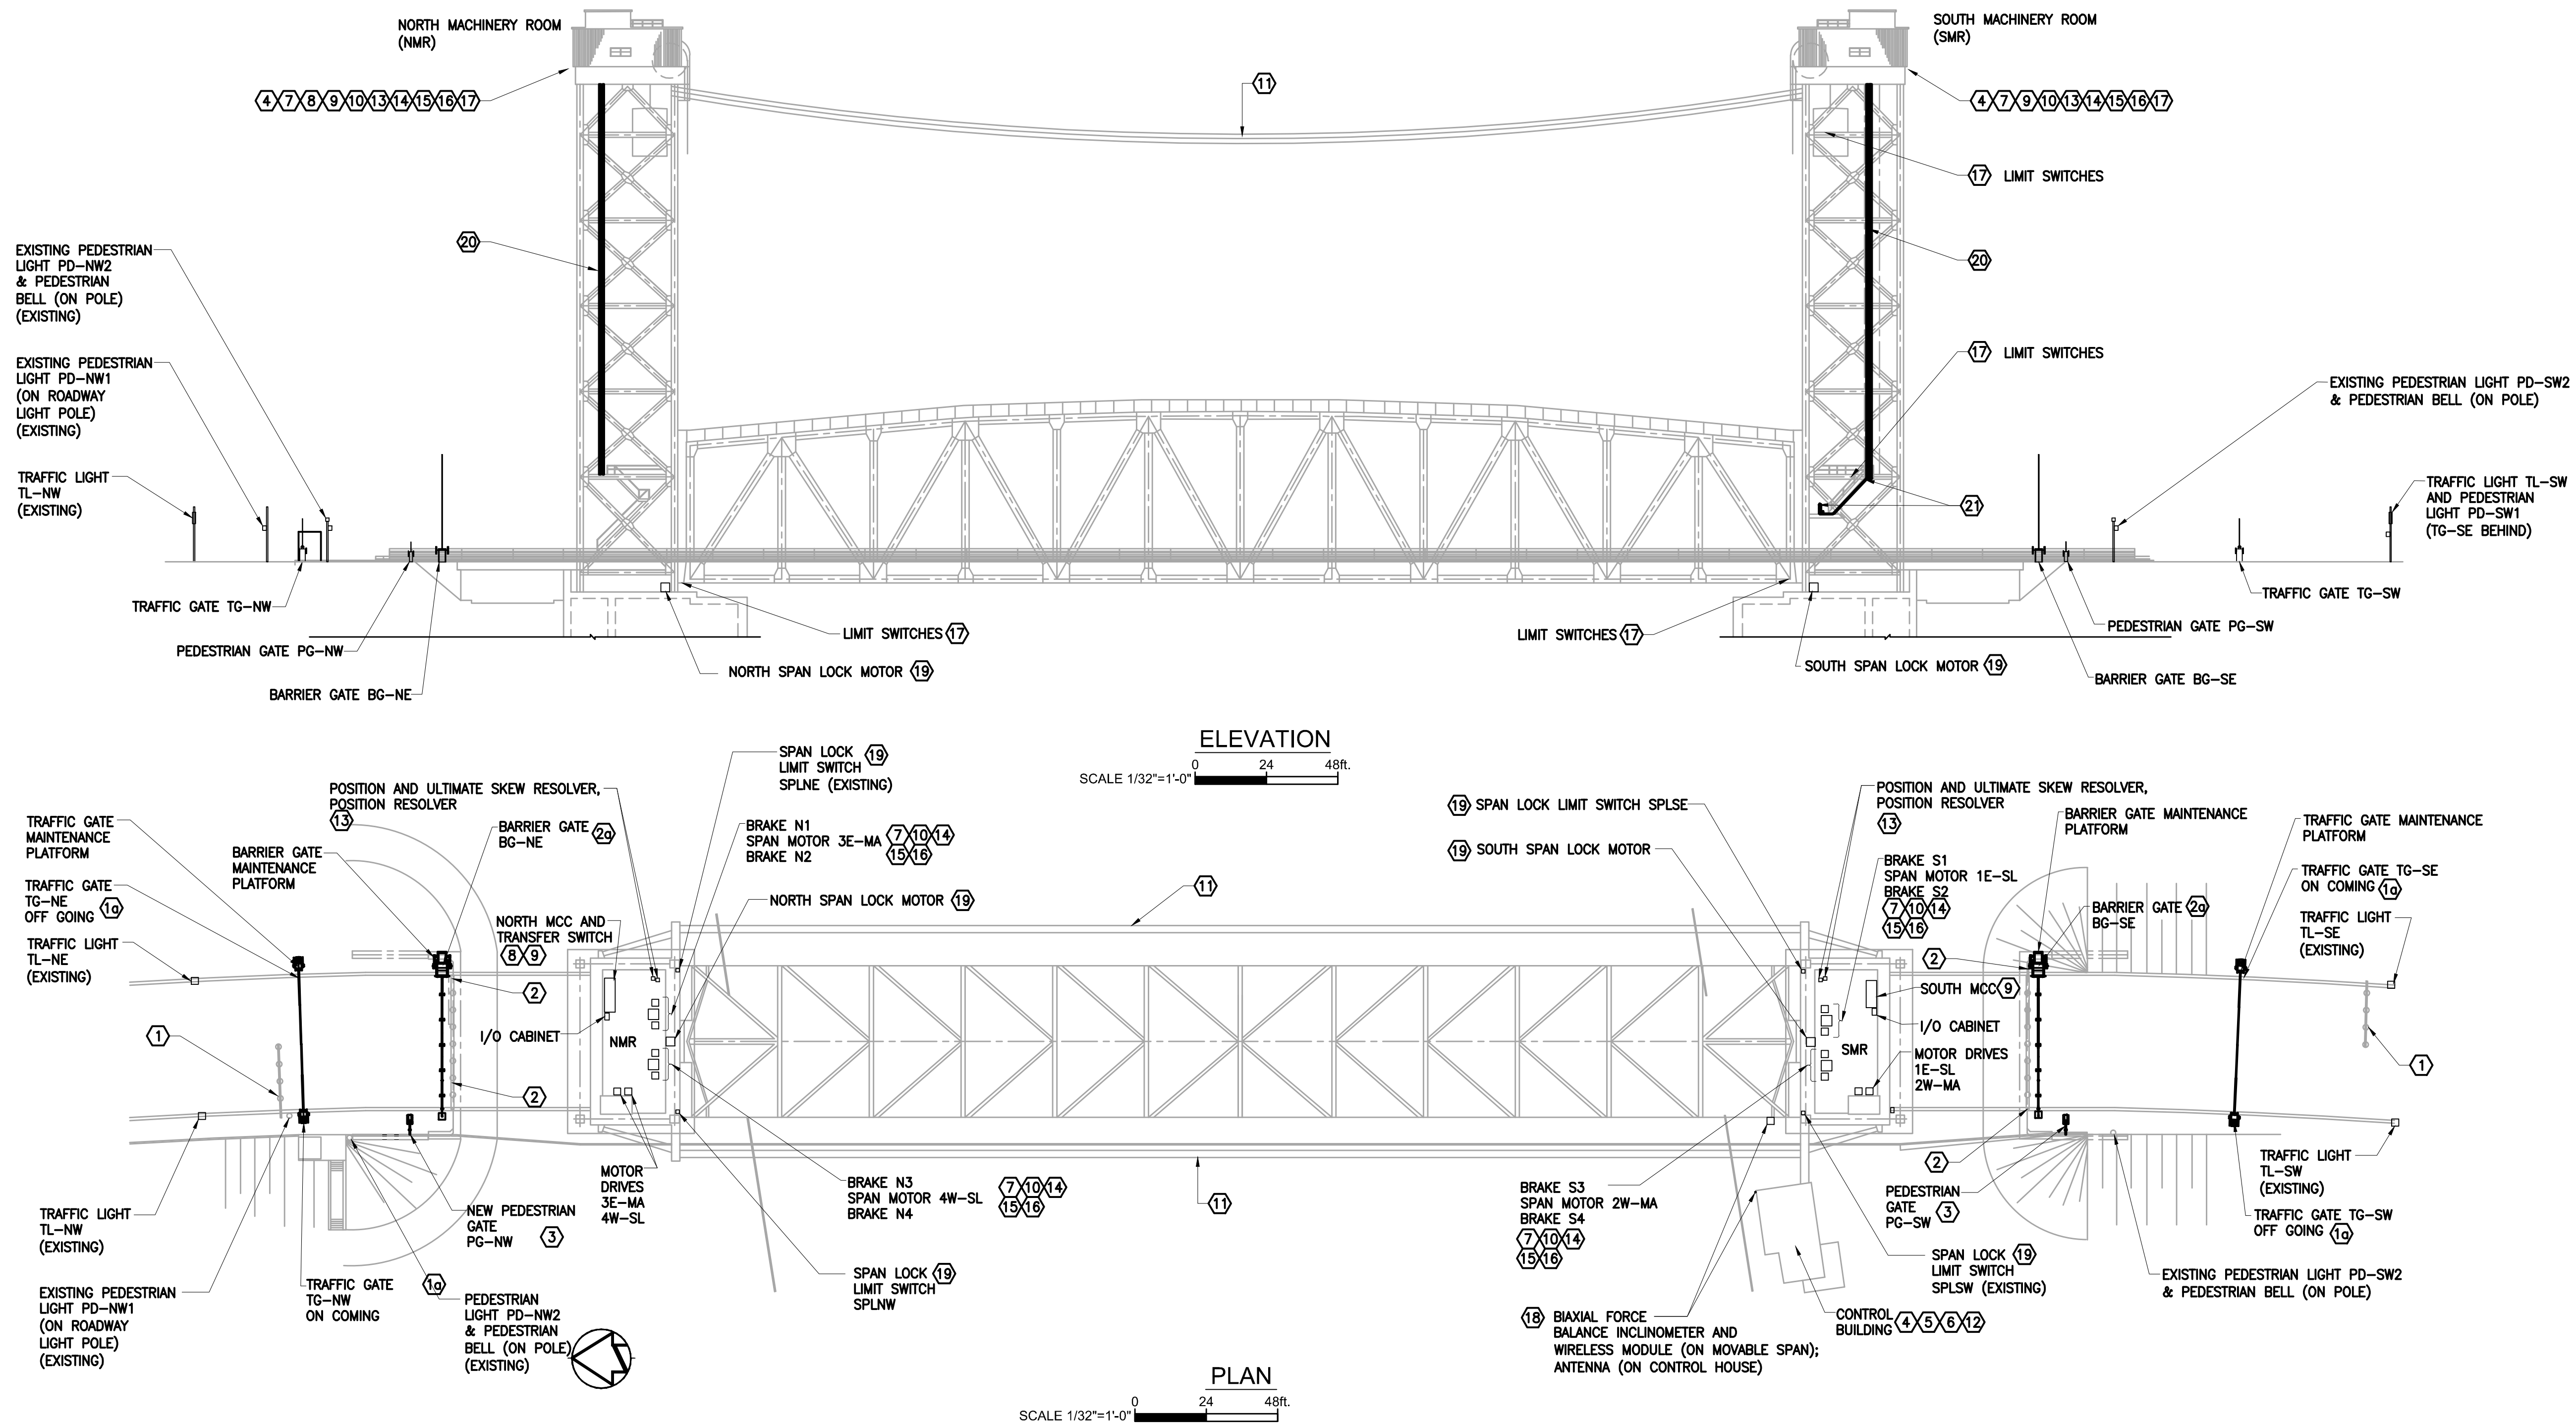 NORTH MACHINERY ROOM
(NMR)
4 7 8 9 10 13 14 15 16 17
11
SOUTH MACHINERY ROOM
(SMR)
4 7 9 10 13 14 15 16 17
17 LIMIT SWITCHES
20
20
17 LIMIT SWITCHES
21
EXISTING PEDESTRIAN
LIGHT PD-NW2
& PEDESTRIAN
BELL (ON POLE)
(EXISTING)
EXISTING PEDESTRIAN
LIGHT PD-NW1
(ON ROADWAY
LIGHT POLE)
(EXISTING)
TRAFFIC LIGHT
TL-NW
(EXISTING)
EXISTING PEDESTRIAN LIGHT PD-SW2
& PEDESTRIAN BELL (ON POLE)
TRAFFIC LIGHT TL-SW
AND PEDESTRIAN
LIGHT PD-SW1
(TG-SE BEHIND)
TRAFFIC GATE TG-NW
PEDESTRIAN GATE PG-NW
BARRIER GATE BG-NE
LIMIT SWITCHES 17
NORTH SPAN LOCK MOTOR 19
LIMIT SWITCHES 17
SOUTH SPAN LOCK MOTOR 19
TRAFFIC GATE TG-SW
PEDESTRIAN GATE PG-SW
BARRIER GATE BG-SE
ELEVATION
0 24 48ft.
SCALE 1/32"=1'-0"
POSITION AND ULTIMATE SKEW RESOLVER,
POSITION RESOLVER
13
TRAFFIC GATE
MAINTENANCE
PLATFORM
BARRIER GATE
MAINTENANCE
PLATFORM
BARRIER GATE 2a
BG-NE
TRAFFIC GATE
TG-NE
OFF GOING 1a
TRAFFIC LIGHT
TL-NE
(EXISTING)
NORTH MCC AND
TRANSFER SWITCH
8 9
2
1
I/O CABINET
NMR
2
SPAN LOCK 19
LIMIT SWITCH
SPLNE (EXISTING)
BRAKE N1
SPAN MOTOR 3E-MA 7 10 14
BRAKE N2 15 16
NORTH SPAN LOCK MOTOR 19
11
19 SPAN LOCK LIMIT SWITCH SPLSE
19 SOUTH SPAN LOCK MOTOR
POSITION AND ULTIMATE SKEW RESOLVER,
POSITION RESOLVER
13
BARRIER GATE MAINTENANCE
PLATFORM
TRAFFIC GATE MAINTENANCE
PLATFORM
BRAKE S1
SPAN MOTOR 1E-SL
BRAKE S2
7 10 14
15 16
TRAFFIC GATE TG-SE
ON COMING 1a
BARRIER GATE 2a
BG-SE
TRAFFIC LIGHT
TL-SE
(EXISTING)
2
SOUTH MCC 9
I/O CABINET
SMR
MOTOR DRIVES
1E-SL
2W-MA
1
2
TRAFFIC LIGHT
TL-NW
(EXISTING)
EXISTING PEDESTRIAN
LIGHT PD-NW1
(ON ROADWAY
LIGHT POLE)
(EXISTING)
TRAFFIC GATE 1a
TG-NW
ON COMING
PEDESTRIAN
LIGHT PD-NW2
& PEDESTRIAN
BELL (ON POLE)
(EXISTING)
NEW PEDESTRIAN
GATE
PG-NW 3
MOTOR
DRIVES
3E-MA
4W-SL
BRAKE N3
SPAN MOTOR 4W-SL 7 10 14
BRAKE N4 15 16
SPAN LOCK 19
LIMIT SWITCH
SPLNW
11
BRAKE S3
SPAN MOTOR 2W-MA
BRAKE S4
7 10 14
15 16
18 BIAXIAL FORCE
BALANCE INCLINOMETER AND
WIRELESS MODULE (ON MOVABLE SPAN);
ANTENNA (ON CONTROL HOUSE)
CONTROL
BUILDING 4 5 6 12
PEDESTRIAN
GATE
PG-SW 3
SPAN LOCK 19
LIMIT SWITCH
SPLSW (EXISTING)
TRAFFIC LIGHT
TL-SW
(EXISTING)
TRAFFIC GATE TG-SW
OFF GOING 1a
EXISTING PEDESTRIAN LIGHT PD-SW2
& PEDESTRIAN BELL (ON POLE)
PLAN
0 24 48ft.
SCALE 1/32"=1'-0"